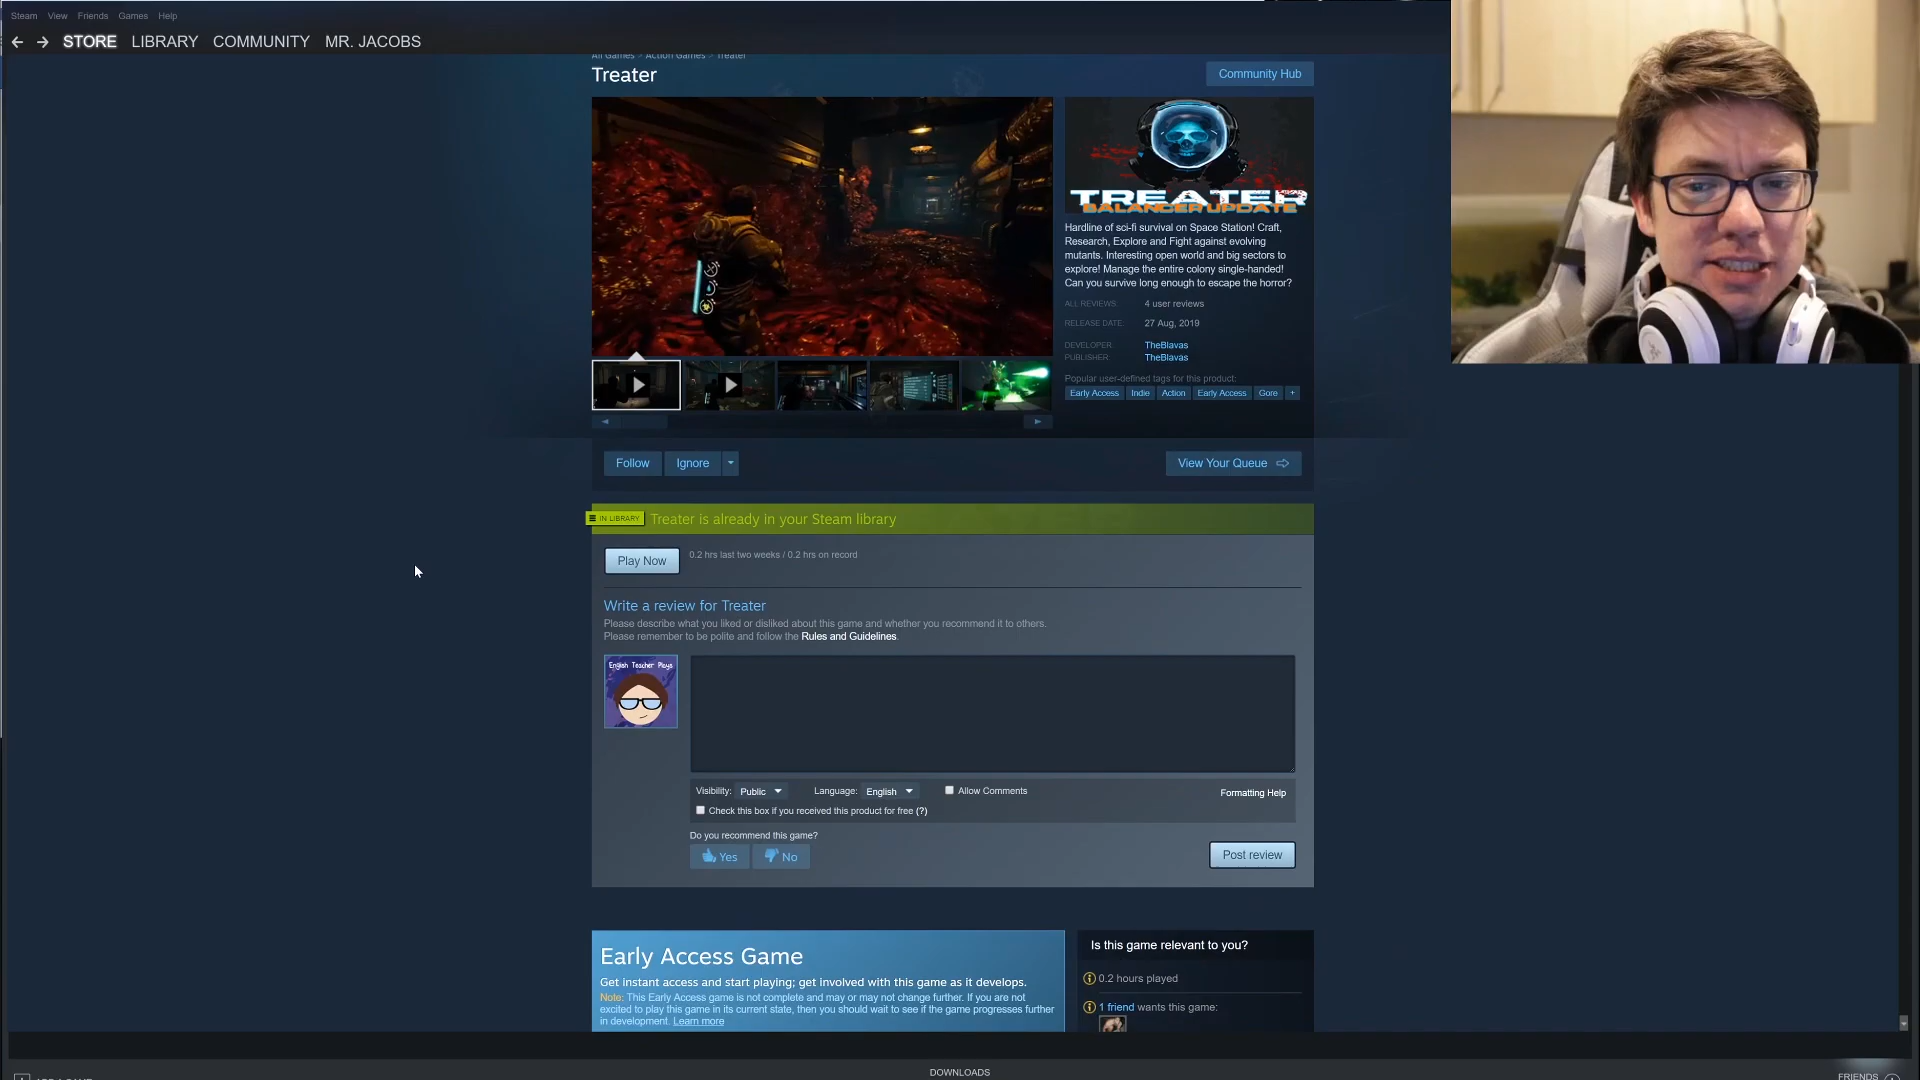 Steam View Friends Games Help
STORE LIBRARY COMMUNITY MR. JACOBS
All Games > Action Games > Treater
Treater
Community Hub
TREATER
BALANCER UPDATE
Hardline of sci-fi survival on Space Station! Craft,
Research, Explore and Fight against evolving
mutants. Interesting open world and big sectors to
explore! Manage the entire colony single-handed!
Can you survive long enough to escape the horror?
ALL REVIEWS: 4 user reviews
RELEASE DATE: 27 Aug, 2019
DEVELOPER: TheBlavas
PUBLISHER: TheBlavas
Popular user-defined tags for this product:
Early Access Indie Action Early Access Gore +
Follow Ignore View Your Queue
IN LIBRARY Treater is already in your Steam library
Play Now 0.2 hrs last two weeks / 0.2 hrs on record
Write a review for Treater
Please describe what you liked or disliked about this game and whether you recommend it to others.
Please remember to be polite and follow the Rules and Guidelines.
English Teacher Plays
Visibility: Public Language: English Allow Comments Formatting Help
Check this box if you received this product for free (?)
Do you recommend this game?
Yes No Post review
Early Access Game
Get instant access and start playing; get involved with this game as it develops.
Note: This Early Access game is not complete and may or may not change further. If you are not
excited to play this game in its current state, then you should wait to see if the game progresses further
in development. Learn more
Is this game relevant to you?
0.2 hours played
1 friend wants this game:
DOWNLOADS
FRIENDS